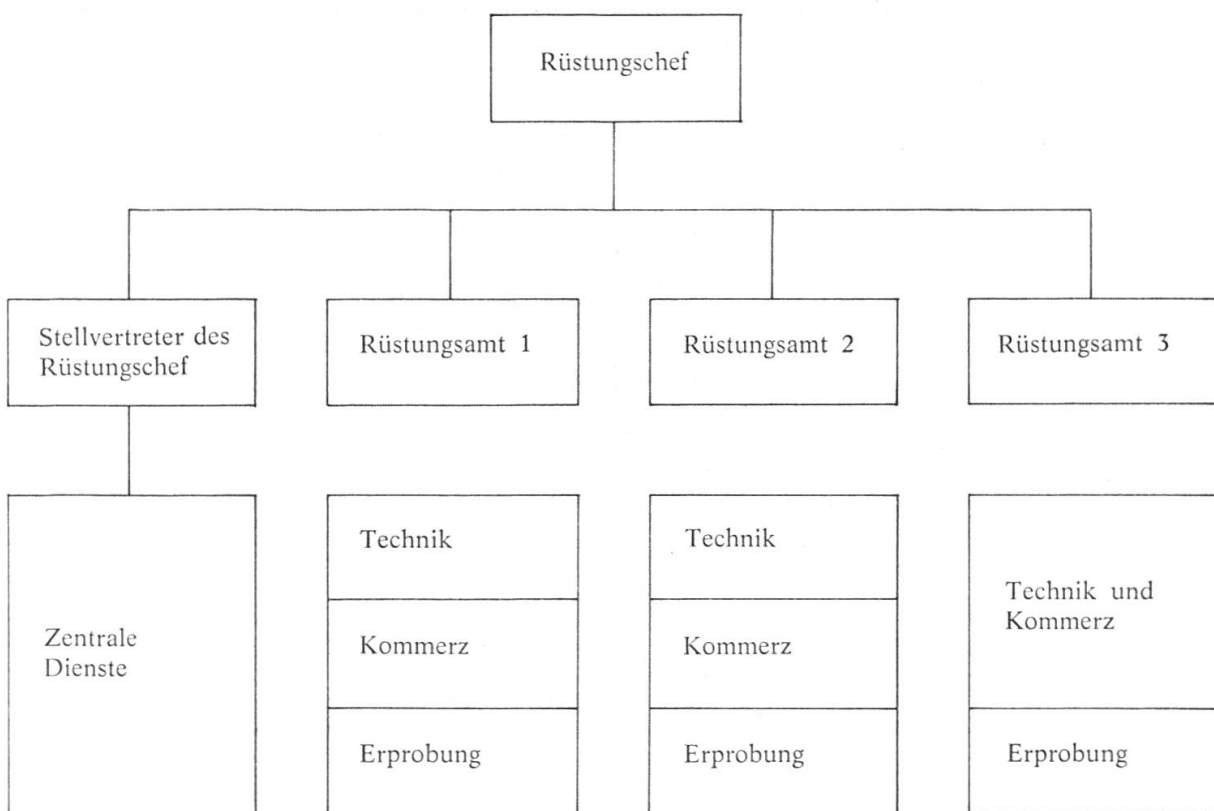 Rüstungschef
Stellvertreter des
Rüstungschef
Rüstungsamt 1
Rüstungsamt 2
Rüstungsamt 3
Zentrale
Dienste
Technik
Kommerz
Erprobung
Technik
Kommerz
Erprobung
Technik und
Kommerz
Erprobung